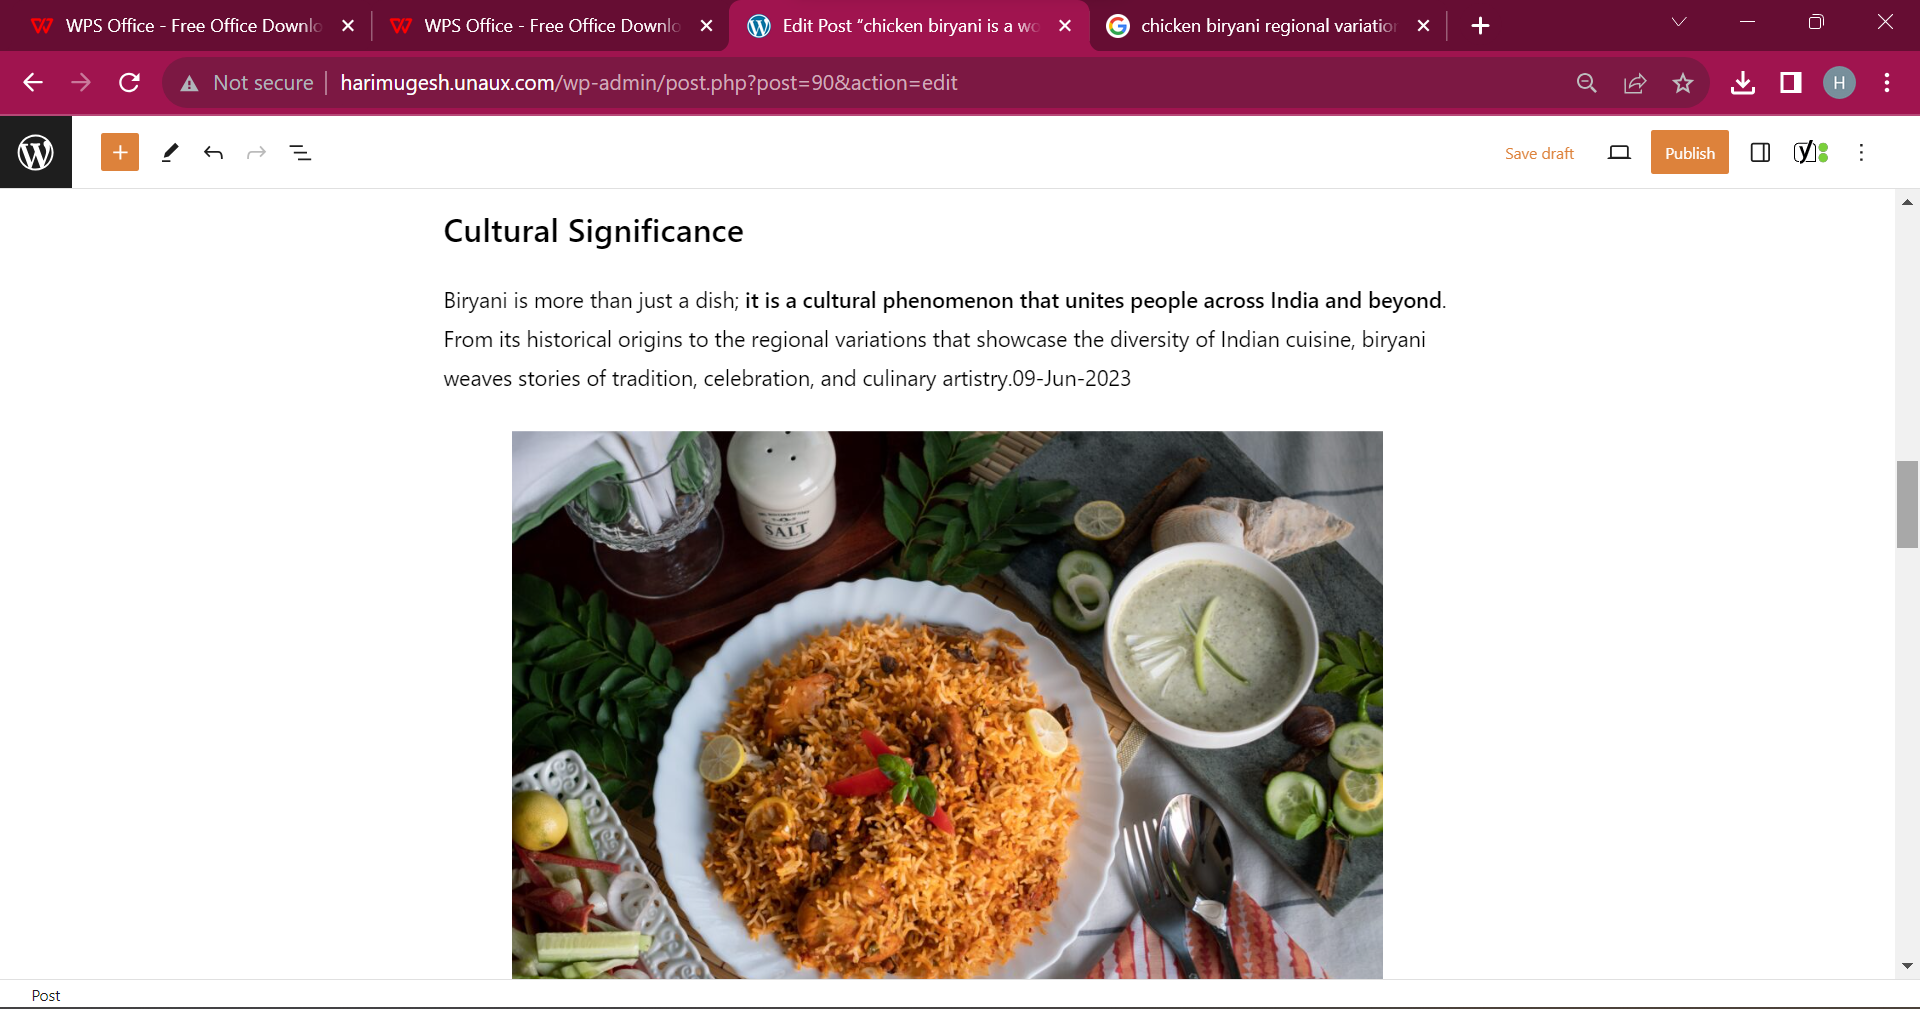 WPS Office - Free Office Downlo
WPS Office - Free Office Downlo
Edit Post “chicken biryani is a wo
chicken biryani regional variation
Not secure
harimugesh.unaux.com/wp-admin/post.php?post=90&action=edit
H
Save draft
Publish
Cultural Significance
Biryani is more than just a dish; it is a cultural phenomenon that unites people across India and beyond.
From its historical origins to the regional variations that showcase the diversity of Indian cuisine, biryani
weaves stories of tradition, celebration, and culinary artistry.09-Jun-2023
SALT
Post